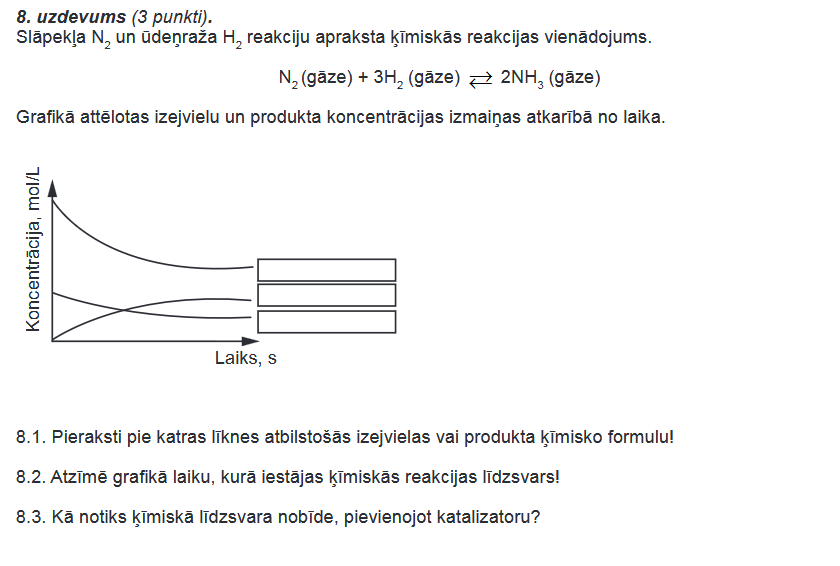 8. uzdevums (3 punkti).
Slāpekļa N₂ un ūdeņraža H₂ reakciju apraksta ķīmiskās reakcijas vienādojums.
N₂ (gāze) + 3H₂ (gāze) ⇄ 2NH₃ (gāze)
Grafikā attēlotas izejvielu un produkta koncentrācijas izmaiņas atkarībā no laika.
Koncentrācija, mol/L
Laiks, s
8.1. Pieraksti pie katras līknes atbilstošās izejvielas vai produkta ķīmisko formulu!
8.2. Atzīmē grafikā laiku, kurā iestājas ķīmiskās reakcijas līdzsvars!
8.3. Kā notiks ķīmiskā līdzsvara nobīde, pievienojot katalizatoru?